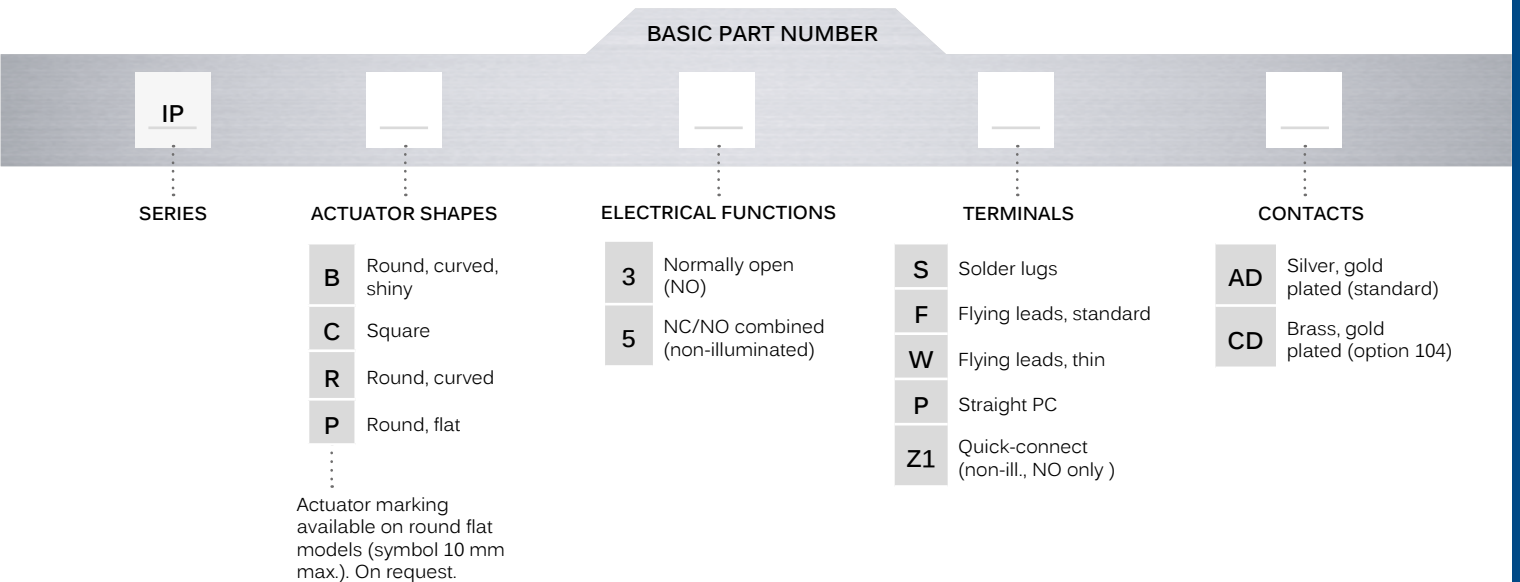 BASIC PART NUMBER
IP
SERIES
ACTUATOR SHAPES
B
Round, curved,
shiny
C
Square
R
Round, curved
P
Round, flat
Actuator marking
available on round flat
models (symbol 10 mm
max.). On request.
ELECTRICAL FUNCTIONS
3
Normally open
(NO)
5
NC/NO combined
(non-illuminated)
TERMINALS
S
Solder lugs
F
Flying leads, standard
W
Flying leads, thin
P
Straight PC
Z1
Quick-connect
(non-ill., NO only )
CONTACTS
AD
Silver, gold
plated (standard)
CD
Brass, gold
plated (option 104)